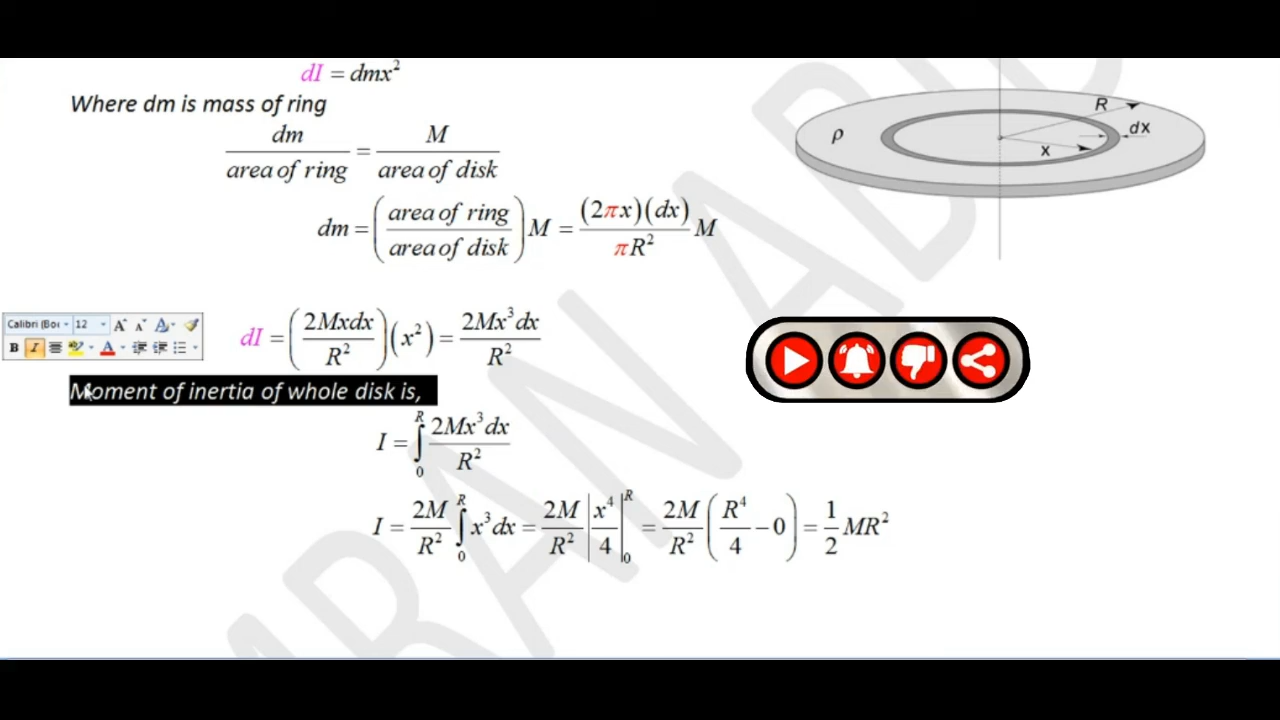 dI = dmx²
Where dm is mass of ring
dm / area of ring = M / area of disk
dm = (area of ring / area of disk) M = (2πx)(dx) / πR² M
R
dx
ρ
x
Calibri (Bo 12
B I
dI = (2Mxdx / R²)(x²) = 2Mx³dx / R²
Moment of inertia of whole disk is,
I = ∫₀ᴿ 2Mx³dx / R²
I = 2M / R² ∫₀ᴿ x³dx = 2M / R² |x⁴ / 4|₀ᴿ = 2M / R² (R⁴ / 4 − 0) = 1 / 2 MR²